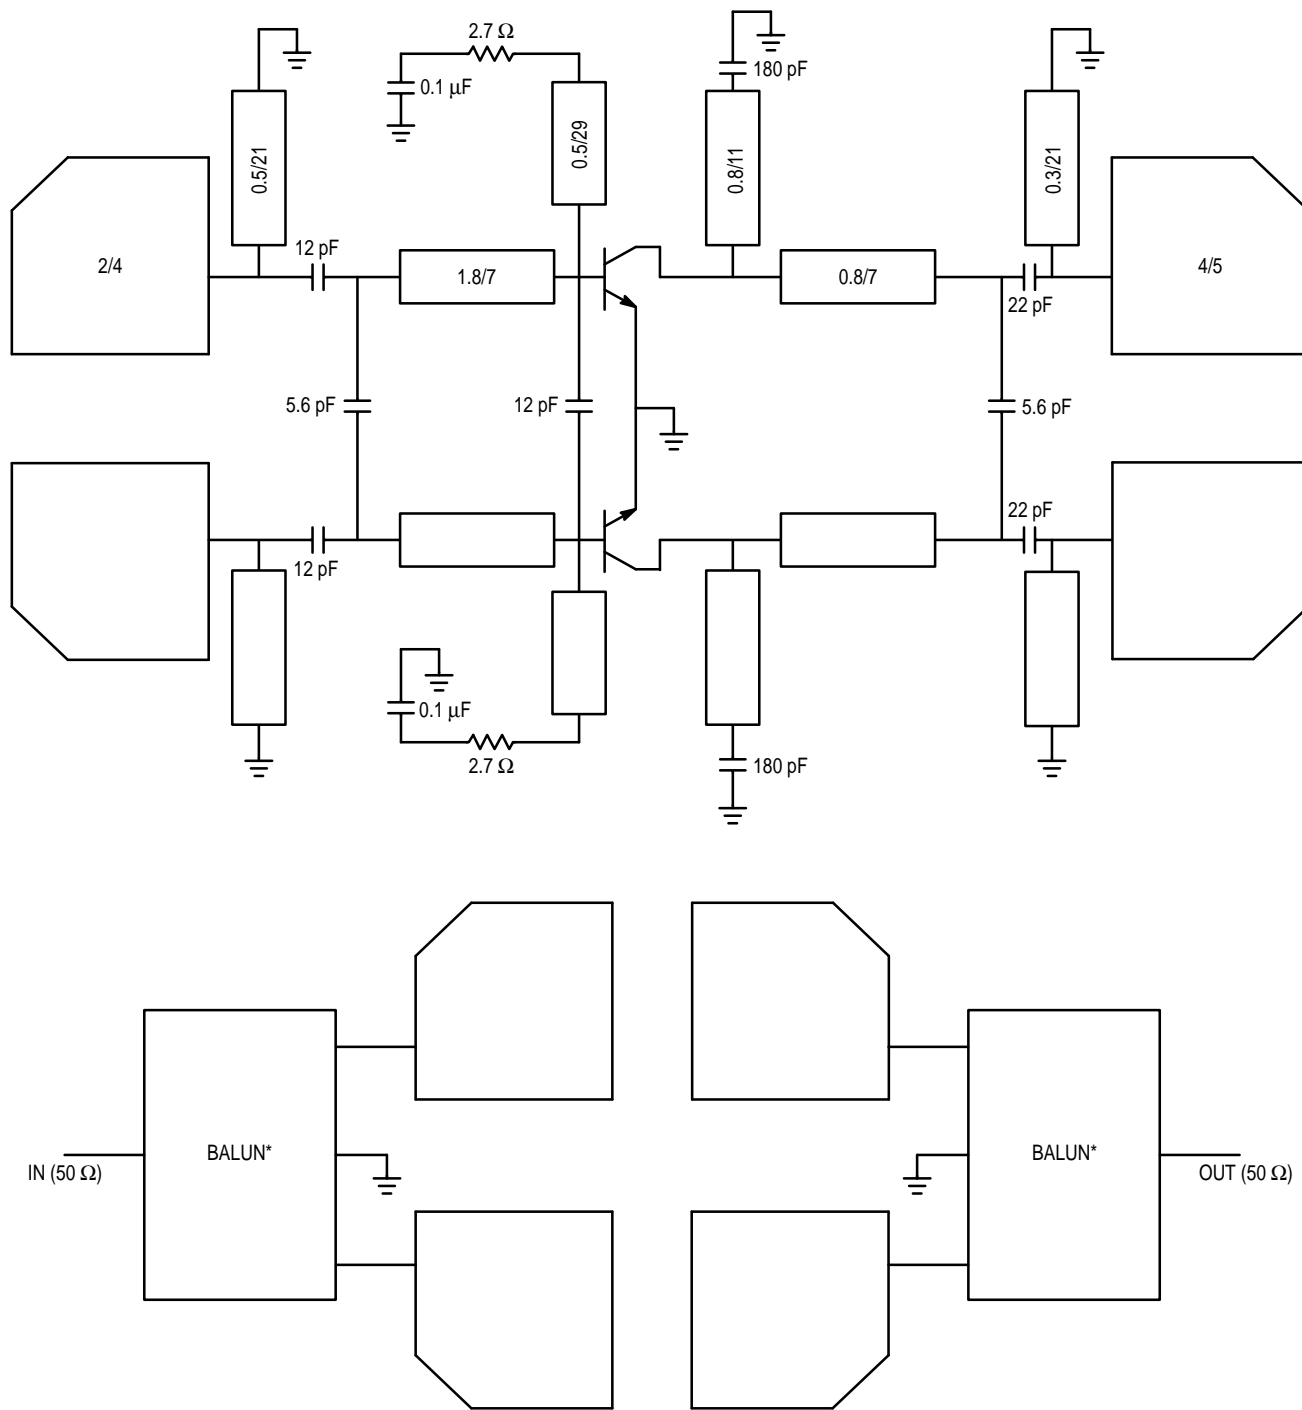 2.7 Ω
180 pF
0.1 µF
0.5/21
0.5/29
0.8/11
0.3/21
12 pF
2/4
1.8/7
0.8/7
4/5
22 pF
5.6 pF
12 pF
5.6 pF
22 pF
12 pF
0.1 µF
2.7 Ω
180 pF
BALUN*
BALUN*
IN (50 Ω)
OUT (50 Ω)